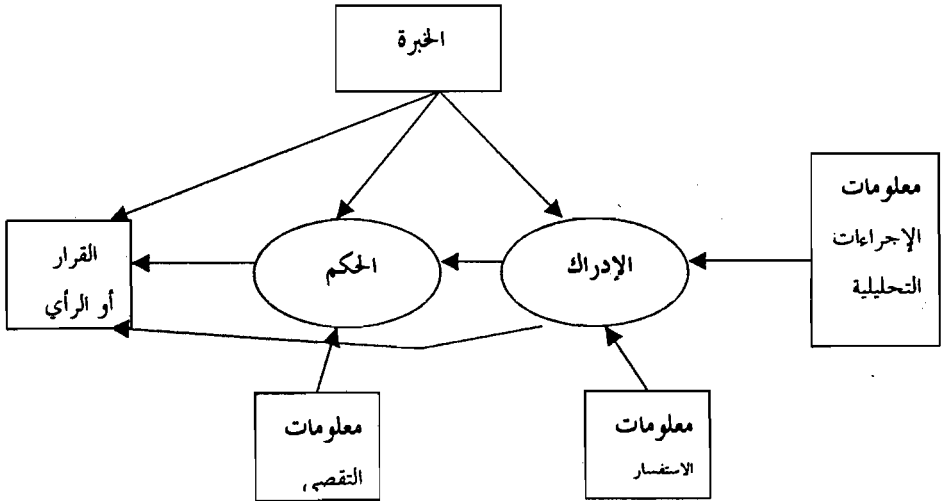 الخبرة
معلومات
الإجراءات
التحليلية
الإدراك
الحكم
القرار
أو الرأي
معلومات
الاستفسار
معلومات
التقصي